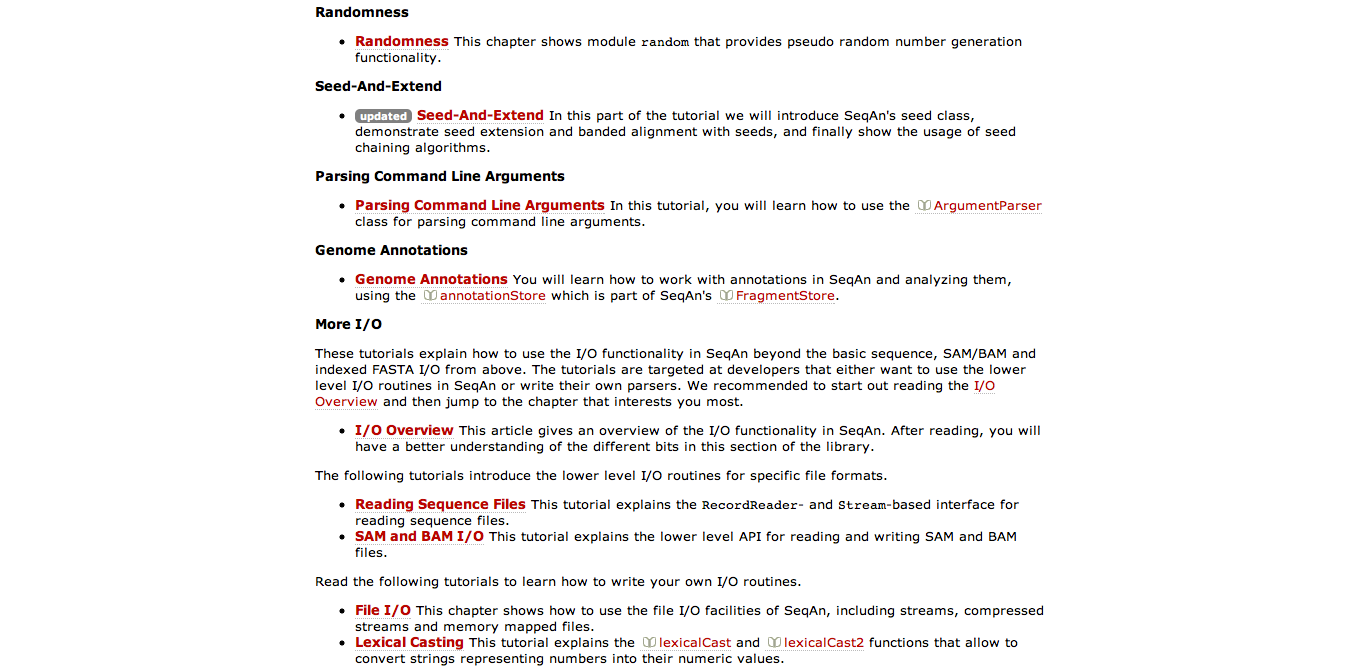 Randomness
• Randomness This chapter shows module random that provides pseudo random number generation
functionality.
Seed-And-Extend
• updated Seed-And-Extend In this part of the tutorial we will introduce SeqAn's seed class,
demonstrate seed extension and banded alignment with seeds, and finally show the usage of seed
chaining algorithms.
Parsing Command Line Arguments
• Parsing Command Line Arguments In this tutorial, you will learn how to use the ArgumentParser
class for parsing command line arguments.
Genome Annotations
• Genome Annotations You will learn how to work with annotations in SeqAn and analyzing them,
using the annotationStore which is part of SeqAn's FragmentStore.
More I/O
These tutorials explain how to use the I/O functionality in SeqAn beyond the basic sequence, SAM/BAM and
indexed FASTA I/O from above. The tutorials are targeted at developers that either want to use the lower
level I/O routines in SeqAn or write their own parsers. We recommended to start out reading the I/O
Overview and then jump to the chapter that interests you most.
• I/O Overview This article gives an overview of the I/O functionality in SeqAn. After reading, you will
have a better understanding of the different bits in this section of the library.
The following tutorials introduce the lower level I/O routines for specific file formats.
• Reading Sequence Files This tutorial explains the RecordReader- and Stream-based interface for
reading sequence files.
• SAM and BAM I/O This tutorial explains the lower level API for reading and writing SAM and BAM
files.
Read the following tutorials to learn how to write your own I/O routines.
• File I/O This chapter shows how to use the file I/O facilities of SeqAn, including streams, compressed
streams and memory mapped files.
• Lexical Casting This tutorial explains the lexicalCast and lexicalCast2 functions that allow to
convert strings representing numbers into their numeric values.